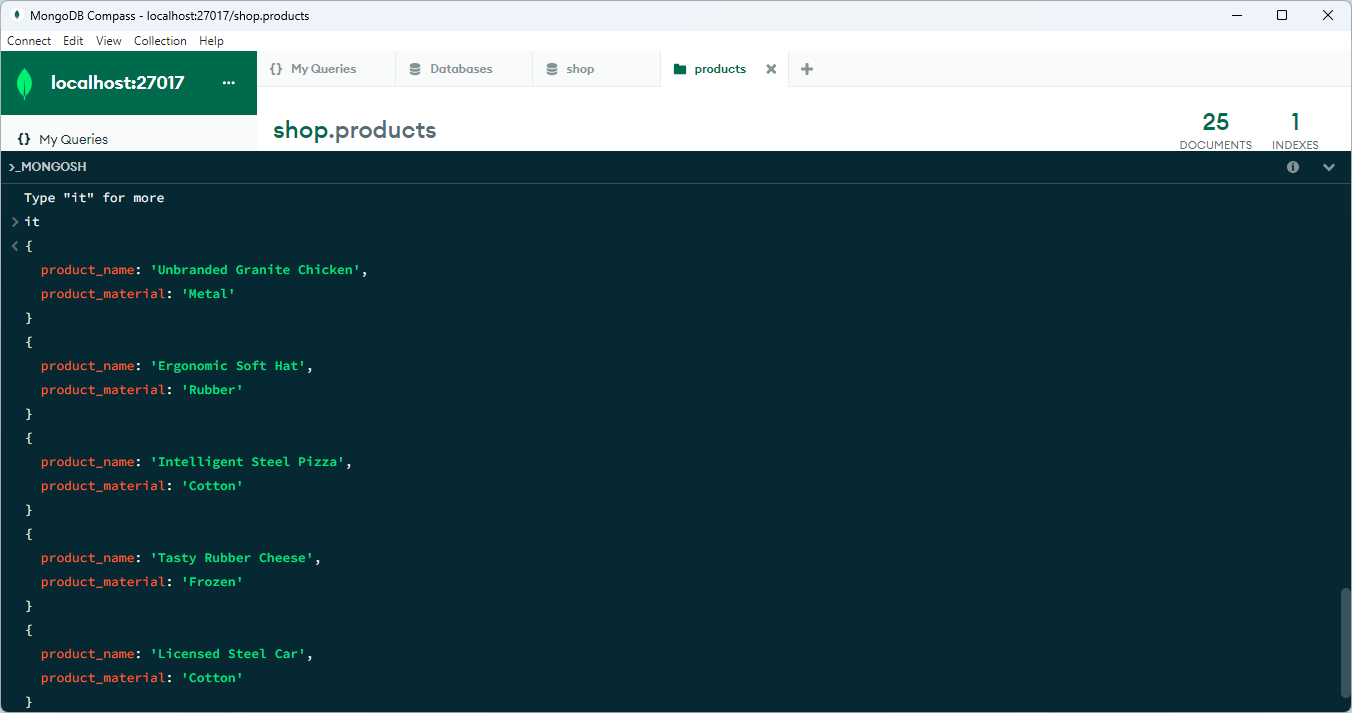 MongoDB Compass - localhost:27017/shop.products
Connect Edit View Collection Help
localhost:27017 ...
{} My Queries Databases shop products
{} My Queries
shop.products
25 1
DOCUMENTS INDEXES
>_MONGOSH
Type "it" for more
> it
< {
product_name: 'Unbranded Granite Chicken',
product_material: 'Metal'
}
{
product_name: 'Ergonomic Soft Hat',
product_material: 'Rubber'
}
{
product_name: 'Intelligent Steel Pizza',
product_material: 'Cotton'
}
{
product_name: 'Tasty Rubber Cheese',
product_material: 'Frozen'
}
{
product_name: 'Licensed Steel Car',
product_material: 'Cotton'
}